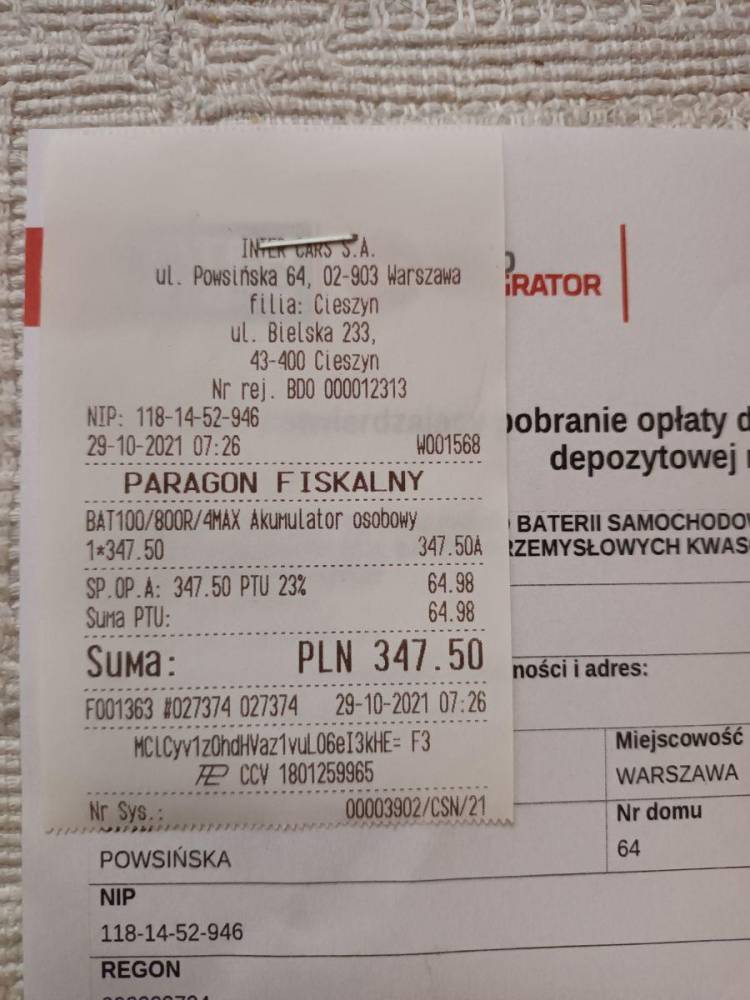 INTER CARS S.A.
ul. Powsińska 64, 02-903 Warszawa
filia: Cieszyn
ul. Bielska 233,
43-400 Cieszyn
Nr rej. BDO 000012313
NIP: 118-14-52-946
29-10-2021 07:26 W001568
PARAGON FISKALNY
BAT100/800R/4MAX Akumulator osobowy
1*347.50 347.50A
SP.OP.A: 347.50 PTU 23% 64.98
Suma PTU: 64.98
Suma: PLN 347.50
F001363 #027374 027374 29-10-2021 07:26
MClCyv1zOhdHVaz1vuLO6eI3kHE= F3
CCV 1801259965
Nr Sys.: 00003902/CSN/21
GRATOR
pobranie opłaty d
depozytowej
BATERII SAMOCHODOW
RZEMYSŁOWYCH KWAS
ności i adres:
Miejscowość
WARSZAWA
Nr domu
POWSIŃSKA
64
NIP
118-14-52-946
REGON